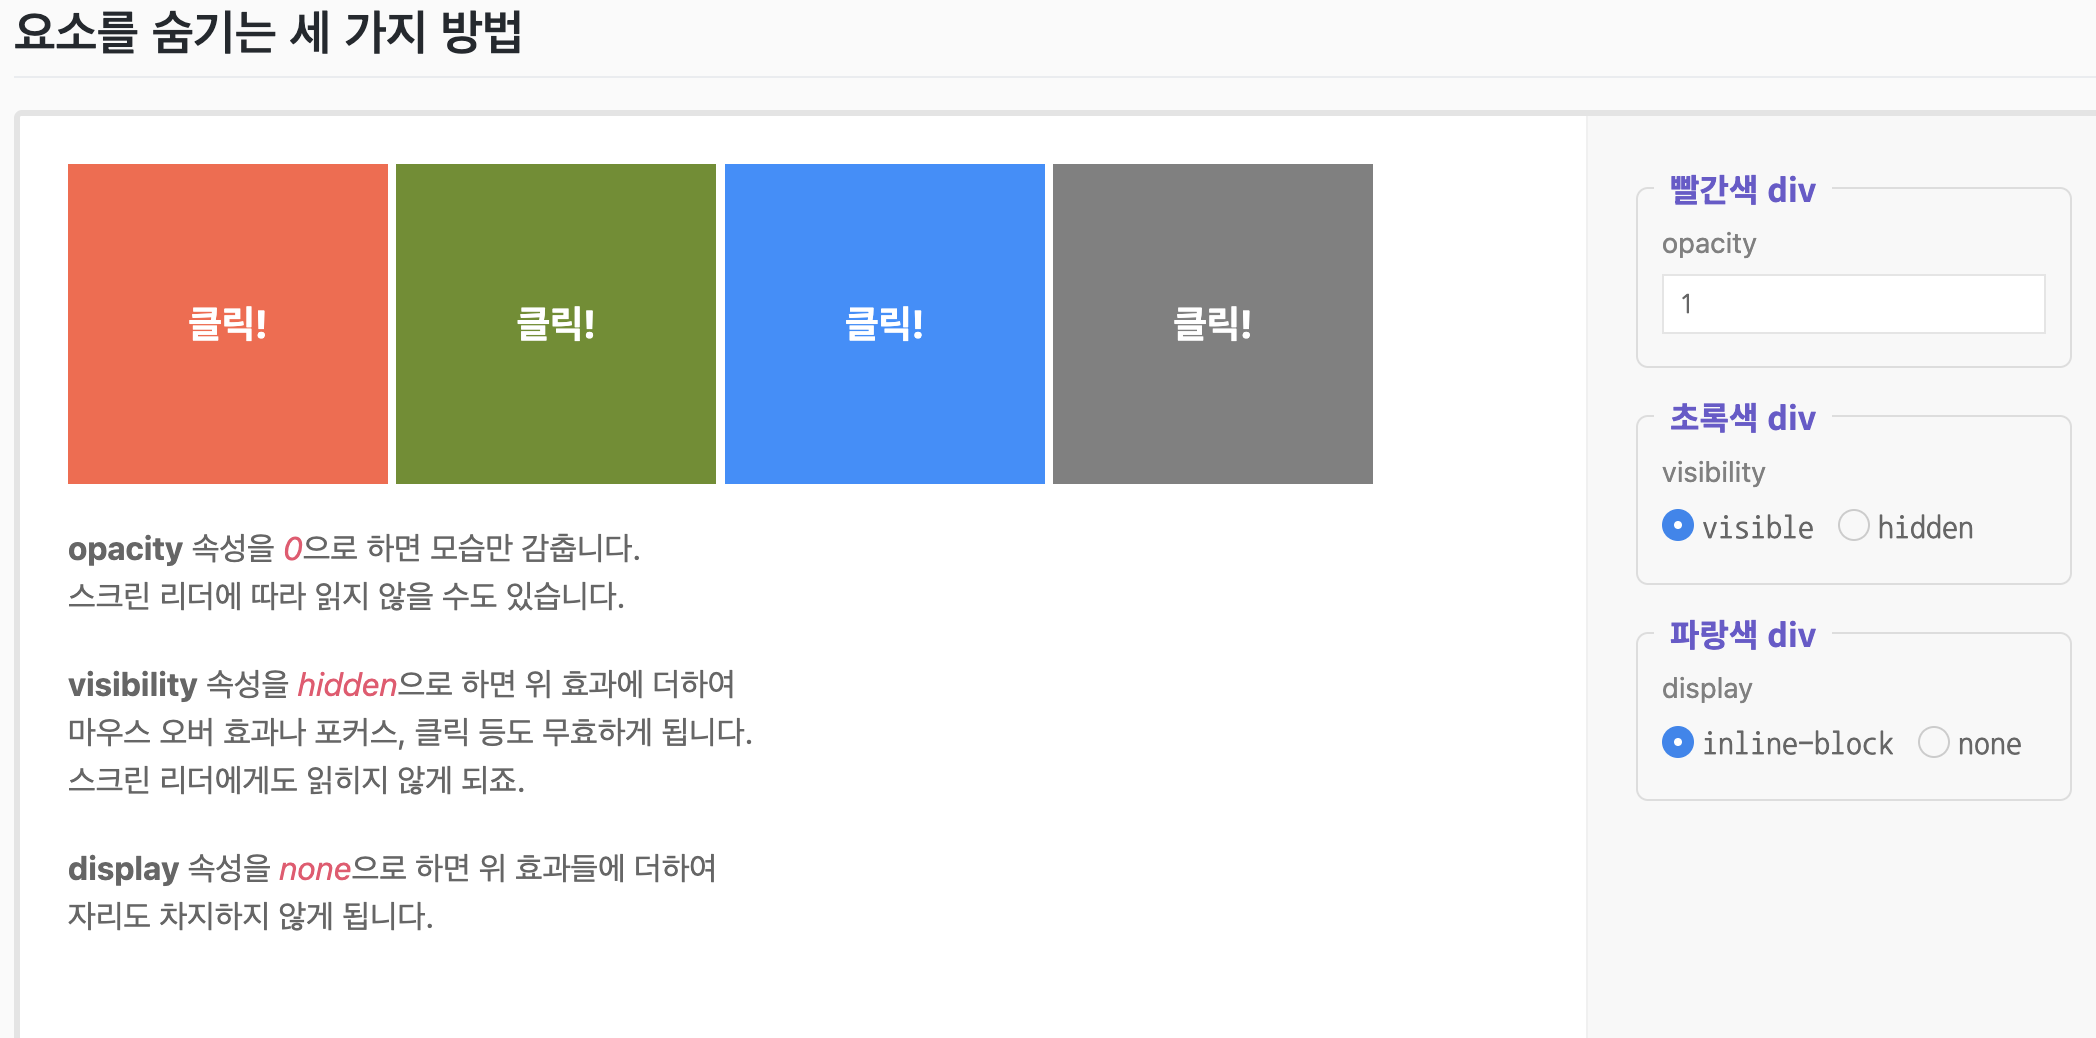 요소를 숨기는 세 가지 방법
클릭!
클릭!
클릭!
클릭!
opacity 속성을 0으로 하면 모습만 감춥니다.
스크린 리더에 따라 읽지 않을 수도 있습니다.
visibility 속성을 hidden으로 하면 위 효과에 더하여
마우스 오버 효과나 포커스, 클릭 등도 무효하게 됩니다.
스크린 리더에게도 읽히지 않게 되죠.
display 속성을 none으로 하면 위 효과들에 더하여
자리도 차지하지 않게 됩니다.
빨간색 div
opacity
1
초록색 div
visibility
visible hidden
파랑색 div
display
inline-block none